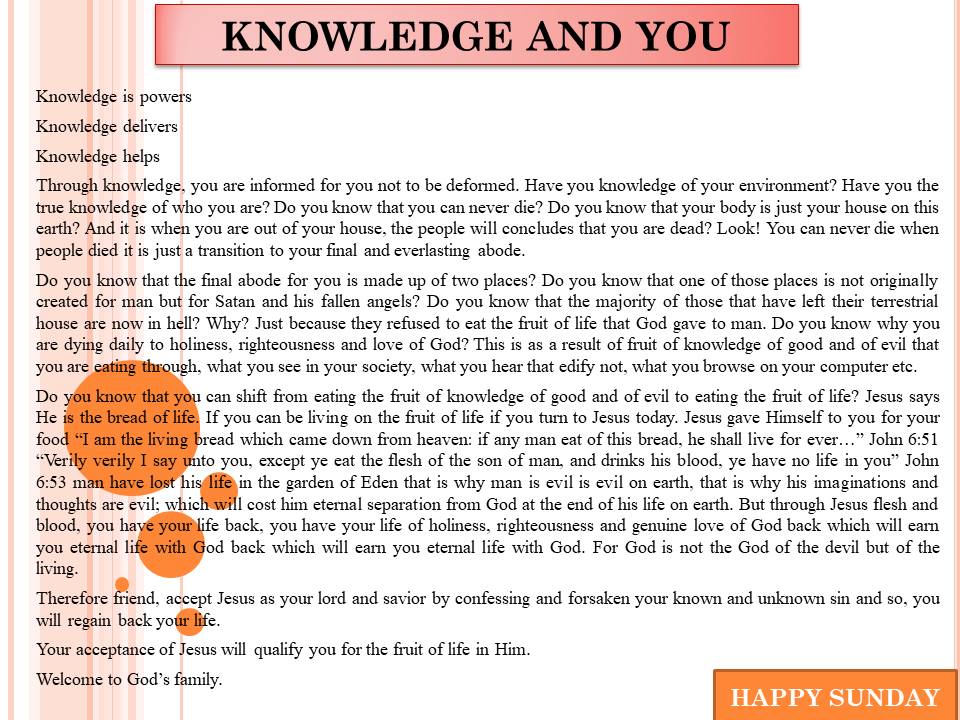 KNOWLEDGE AND YOU
Knowledge is powers
Knowledge delivers
Knowledge helps
Through knowledge, you are informed for you not to be deformed. Have you knowledge of your environment? Have you the
true knowledge of who you are? Do you know that you can never die? Do you know that your body is just your house on this
earth? And it is when you are out of your house, the people will concludes that you are dead? Look! You can never die when
people died it is just a transition to your final and everlasting abode.
Do you know that the final abode for you is made up of two places? Do you know that one of those places is not originally
created for man but for Satan and his fallen angels? Do you know that the majority of those that have left their terrestrial
house are now in hell? Why? Just because they refused to eat the fruit of life that God gave to man. Do you know why you
are dying daily to holiness, righteousness and love of God? This is as a result of fruit of knowledge of good and of evil that
you are eating through, what you see in your society, what you hear that edify not, what you browse on your computer etc.
Do you know that you can shift from eating the fruit of knowledge of good and of evil to eating the fruit of life? Jesus says
He is the bread of life. If you can be living on the fruit of life if you turn to Jesus today. Jesus gave Himself to you for your
food “I am the living bread which came down from heaven: if any man eat of this bread, he shall live for ever…” John 6:51
“Verily verily I say unto you, except ye eat the flesh of the son of man, and drinks his blood, ye have no life in you” John
6:53 man have lost his life in the garden of Eden that is why man is evil is evil on earth, that is why his imaginations and
thoughts are evil; which will cost him eternal separation from God at the end of his life on earth. But through Jesus flesh and
blood, you have your life back, you have your life of holiness, righteousness and genuine love of God back which will earn
you eternal life with God back which will earn you eternal life with God. For God is not the God of the devil but of the
living.
Therefore friend, accept Jesus as your lord and savior by confessing and forsaken your known and unknown sin and so, you
will regain back your life.
Your acceptance of Jesus will qualify you for the fruit of life in Him.
Welcome to God’s family.
HAPPY SUNDAY